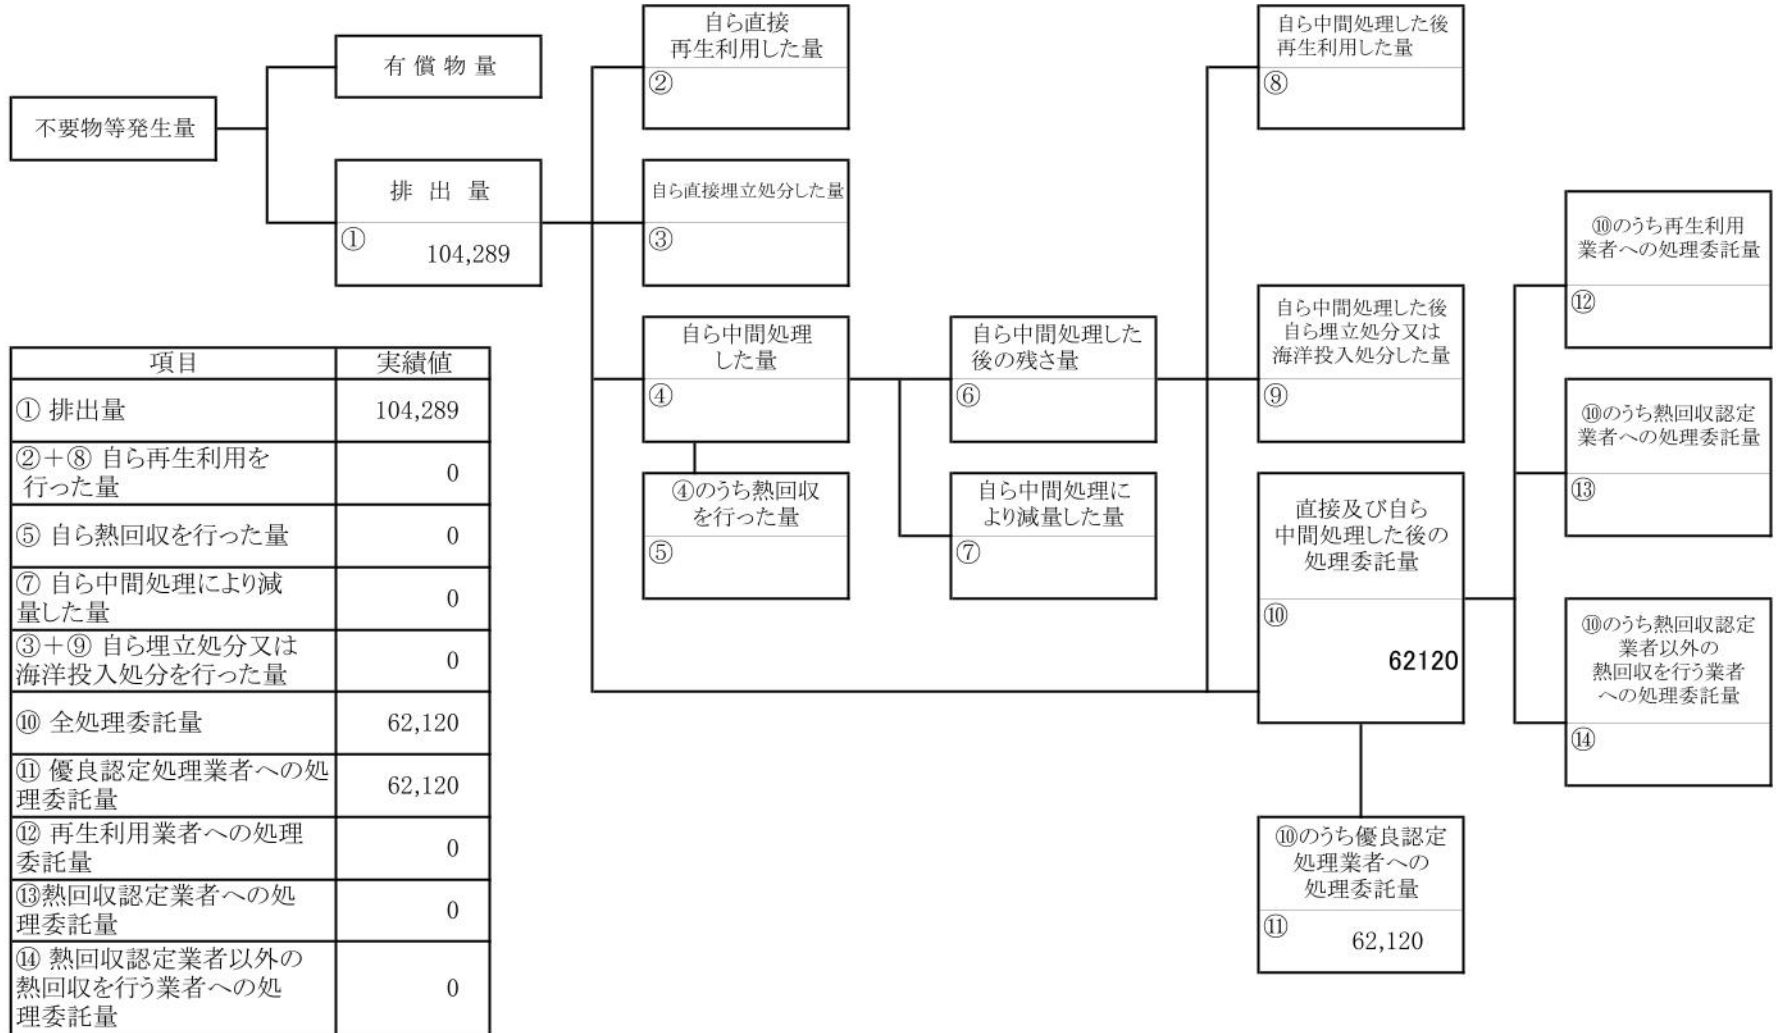 不要物等発生量
有 償 物 量
排 出 量
①
104,289
自ら直接
再生利用した量
②
自ら直接埋立処分した量
③
自ら中間処理
した量
④
④のうち熱回収
を行った量
⑤
自ら中間処理した
後の残さ量
⑥
自ら中間処理に
より減量した量
⑦
自ら中間処理した後
再生利用した量
⑧
自ら中間処理した後
自ら埋立処分又は
海洋投入処分した量
⑨
直接及び自ら
中間処理した後の
処理委託量
⑩
62120
⑩のうち優良認定
処理業者への
処理委託量
⑪
62,120
⑩のうち再生利用
業者への処理委託量
⑫
⑩のうち熱回収認定
業者への処理委託量
⑬
⑩のうち熱回収認定
業者以外の
熱回収を行う業者
への処理委託量
⑭
項目 実績値
① 排出量 104,289
②＋⑧ 自ら再生利用を
行った量 0
⑤ 自ら熱回収を行った量 0
⑦ 自ら中間処理により減
量した量 0
③＋⑨ 自ら埋立処分又は
海洋投入処分を行った量 0
⑩ 全処理委託量 62,120
⑪ 優良認定処理業者への処
理委託量 62,120
⑫ 再生利用業者への処理
委託量 0
⑬熱回収認定業者への処
理委託量 0
⑭ 熱回収認定業者以外の
熱回収を行う業者への処
理委託量 0